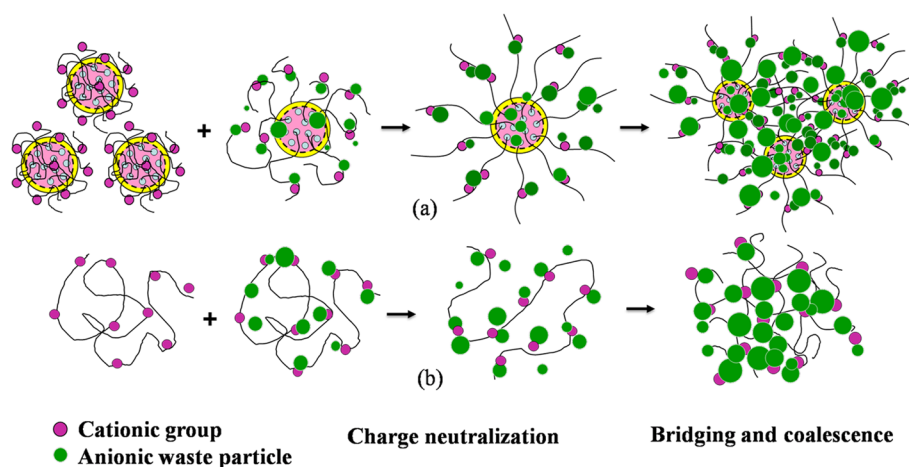 (a)
(b)
Cationic group
Anionic waste particle
Charge neutralization
Bridging and coalescence